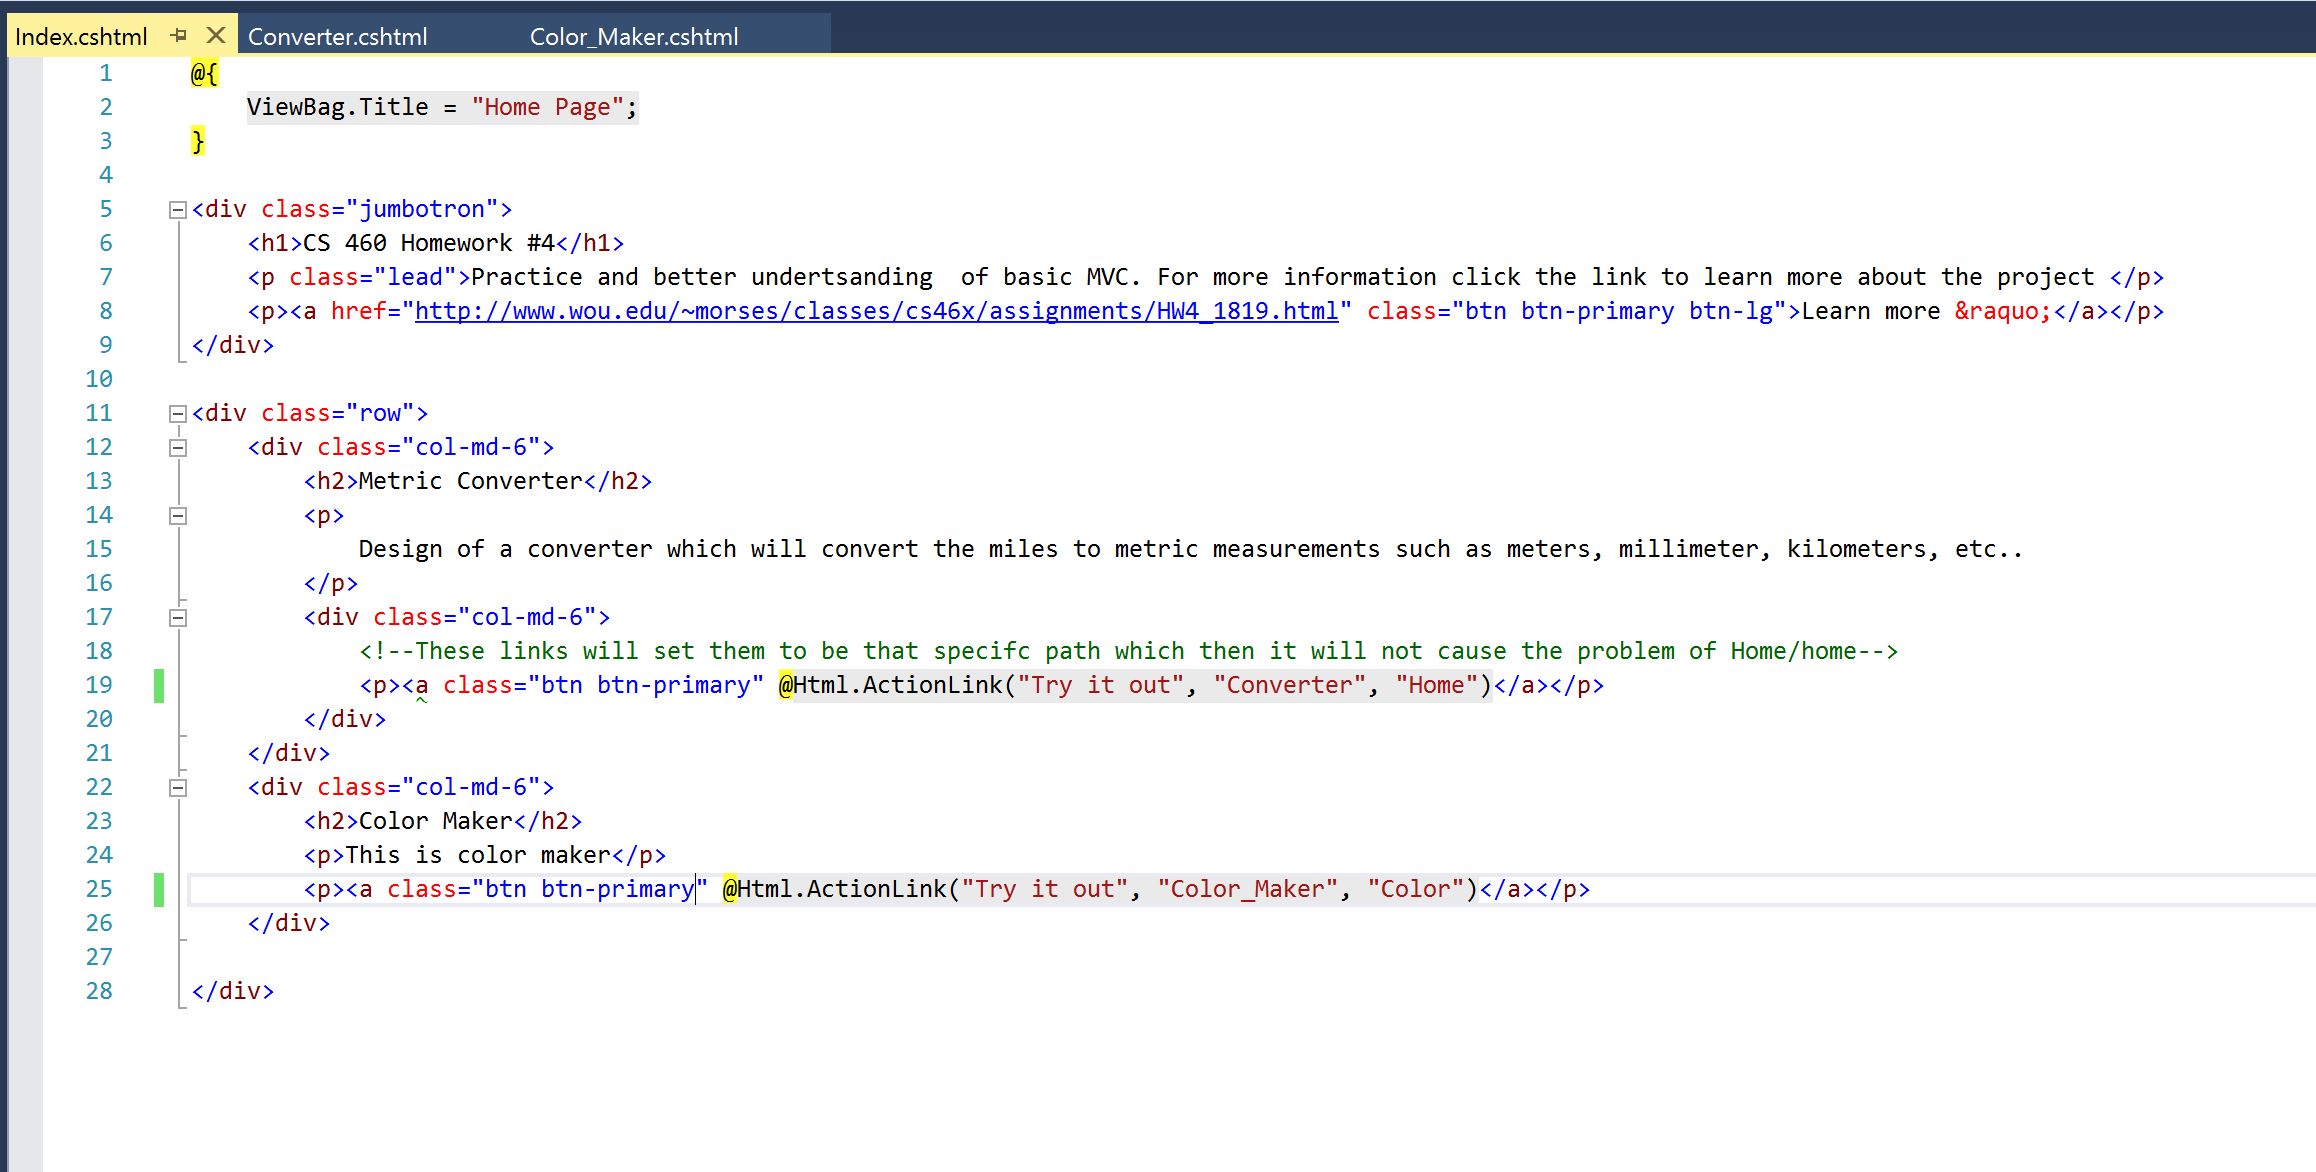 Index.cshtml Converter.cshtml Color_Maker.cshtml
1 @{
2 ViewBag.Title = "Home Page";
3 }
4
5 <div class="jumbotron">
6 <h1>CS 460 Homework #4</h1>
7 <p class="lead">Practice and better undertsanding  of basic MVC. For more information click the link to learn more about the project </p>
8 <p><a href="http://www.wou.edu/~morses/classes/cs46x/assignments/HW4_1819.html" class="btn btn-primary btn-lg">Learn more &raquo;</a></p>
9 </div>
10
11 <div class="row">
12 <div class="col-md-6">
13 <h2>Metric Converter</h2>
14 <p>
15 Design of a converter which will convert the miles to metric measurements such as meters, millimeter, kilometers, etc..
16 </p>
17 <div class="col-md-6">
18 <!--These links will set them to be that specifc path which then it will not cause the problem of Home/home-->
19 <p><a class="btn btn-primary" @Html.ActionLink("Try it out", "Converter", "Home")</a></p>
20 </div>
21 </div>
22 <div class="col-md-6">
23 <h2>Color Maker</h2>
24 <p>This is color maker</p>
25 <p><a class="btn btn-primary" @Html.ActionLink("Try it out", "Color_Maker", "Color")</a></p>
26 </div>
27
28 </div>